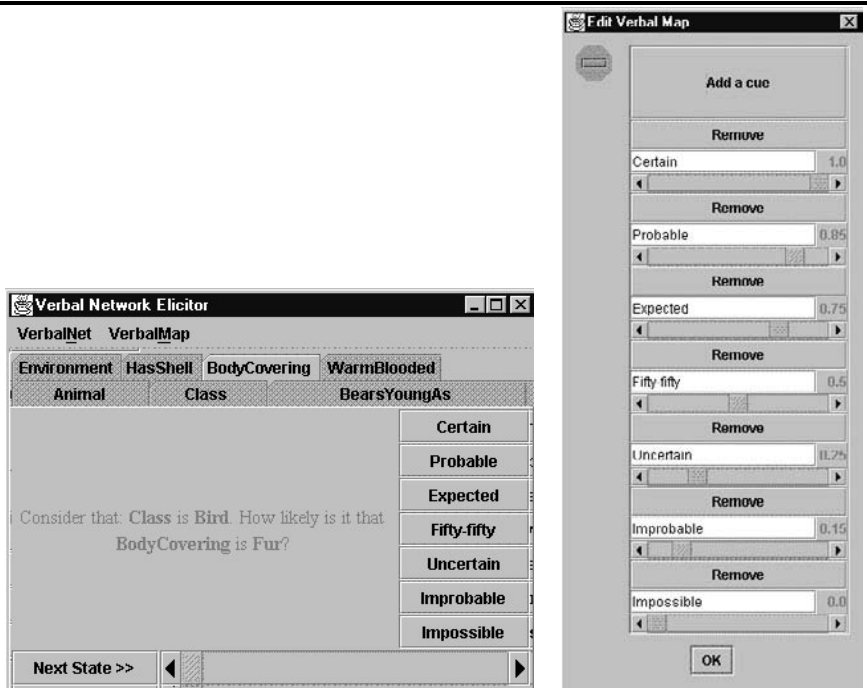 Verbal Network Elicitor
VerbalNet VerbalMap
Environment HasShell BodyCovering WarmBlooded
Animal Class BearsYoungAs
Consider that: Class is Bird. How likely is it that
BodyCovering is Fur?
Certain
Probable
Expected
Fifty-fifty
Uncertain
Improbable
Impossible
Next State >>
Edit Verbal Map
Add a cue
Remove
Certain 1.0
Remove
Probable 0.85
Remove
Expected 0.75
Remove
Fifty-fifty 0.5
Remove
Uncertain 0.25
Remove
Improbable 0.15
Remove
Impossible 0.0
OK